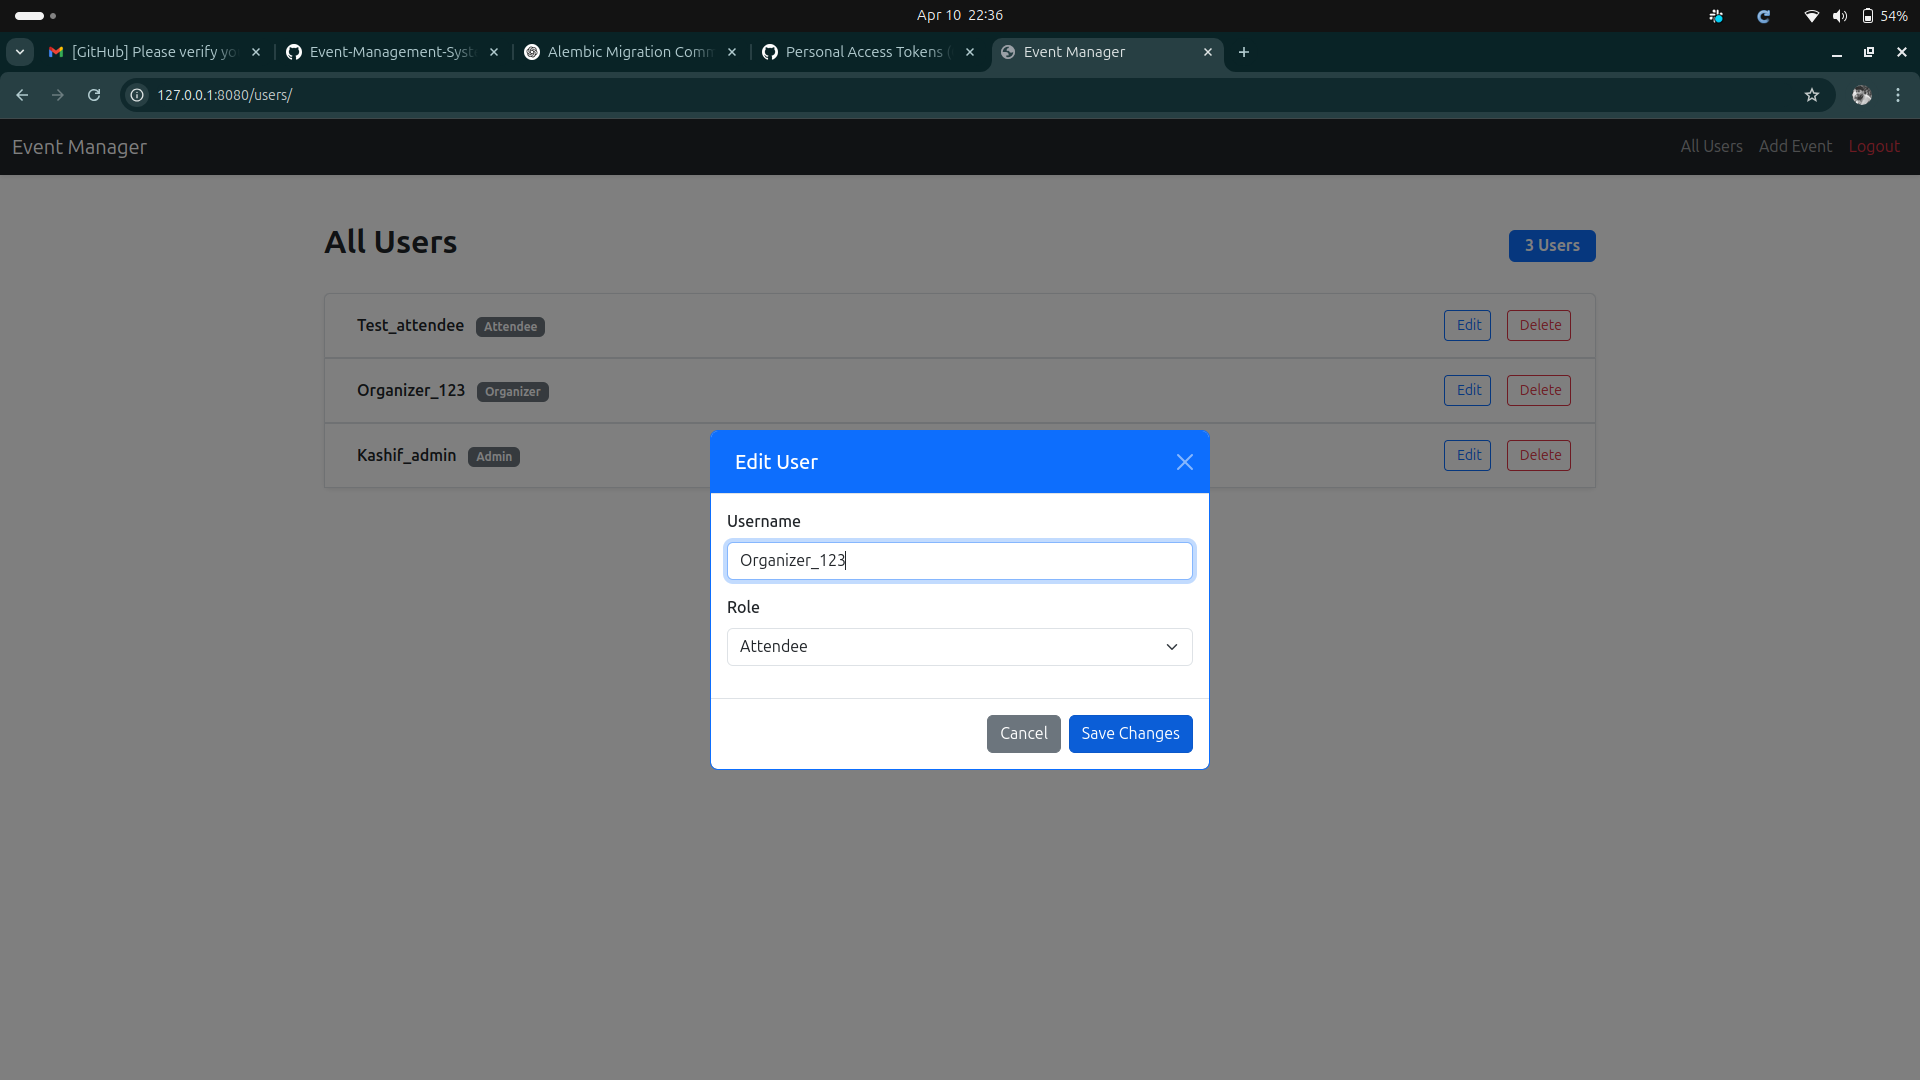 Apr 10 22:36
54%
[GitHub] Please verify yo
Event-Management-Syst
Alembic Migration Comm
Personal Access Tokens (
Event Manager
127.0.0.1:8080/users/
Event Manager
All Users
Add Event
Logout
All Users
3 Users
Test_attendee
Attendee
Edit
Delete
Organizer_123
Organizer
Edit
Delete
Kashif_admin
Admin
Edit
Delete
Edit User
Username
Organizer_123
Role
Attendee
Cancel
Save Changes